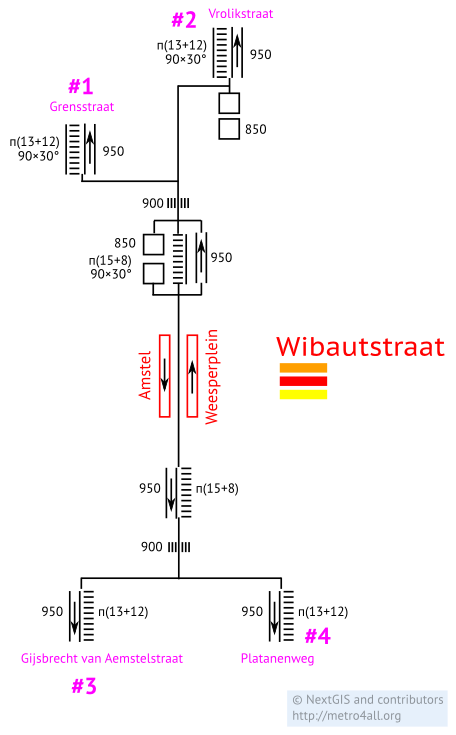 Vrolikstraat
#2
п(13+12)
90×30°
950
850
#1
Grensstraat
п(13+12)
90×30°
950
900
850
п(15+8)
90×30°
950
Amstel
Weesperplein
Wibautstraat
950
п(15+8)
900
950
п(13+12)
950
п(13+12)
#4
Gijsbrecht van Aemstelstraat
Platanenweg
#3
© NextGIS and contributors
http://metro4all.org